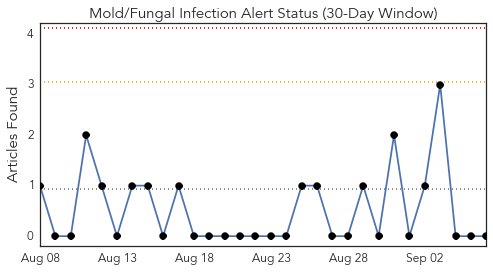 Mold/Fungal Infection Alert Status (30-Day Window)
Articles Found
4
3
2
1
0
Aug 08 Aug 13 Aug 18 Aug 23 Aug 28 Sep 02